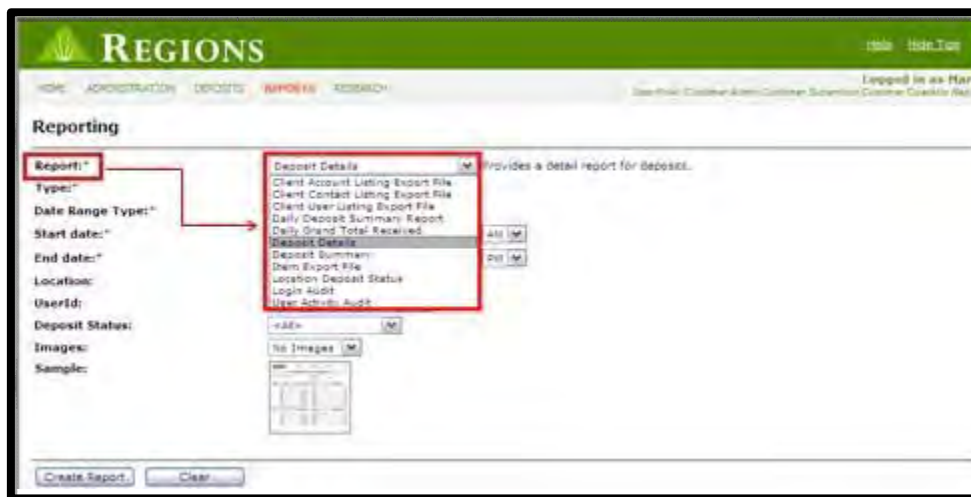 REGIONS
Help Hide Tips
HOME ADMINISTRATION DEPOSITS REPORTS RESEARCH
Logged in as Mar
Reporting
Report:*
Deposit Details
Provides a detail report for deposits.
Client Account Listing Export File
Client Contact Listing Export File
Client User Listing Export File
Daily Deposit Summary Report
Daily Grand Total Received
Deposit Details
Deposit Summary
Item Export File
Location Deposit Status
Login Audit
User Activity Audit
Type:*
Date Range Type:*
Start date:*
AM
End date:*
PM
Location:
UserId:
Deposit Status:
<All>
Images:
No Images
Sample:
Create Report
Clear